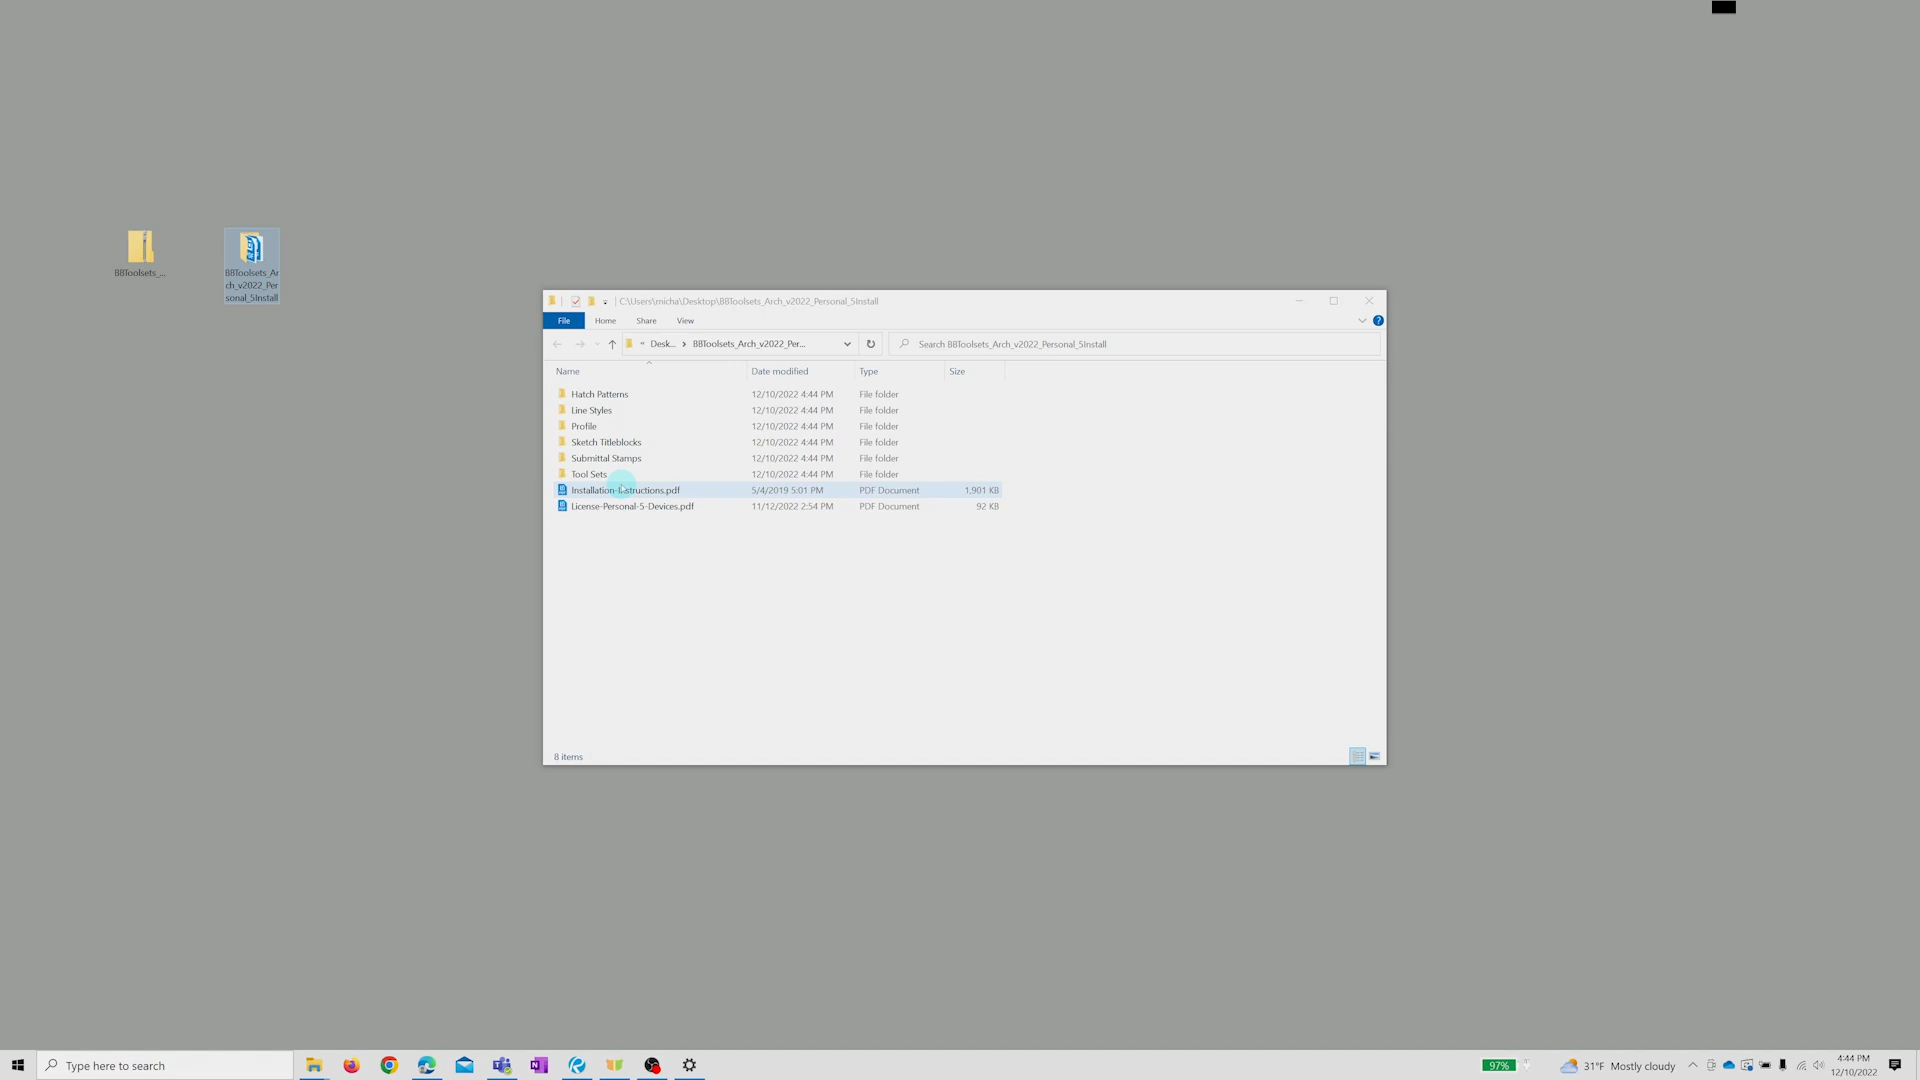 BBToolsets_...
BBToolsets_Ar
ch_v2022_Per
sonal_5Install
C:\Users\micha\Desktop\BBToolsets_Arch_v2022_Personal_5Install
File Home Share View
« Desk... BBToolsets_Arch_v2022_Per... Search BBToolsets_Arch_v2022_Personal_5Install
Name Date modified Type Size
Hatch Patterns 12/10/2022 4:44 PM File folder
Line Styles 12/10/2022 4:44 PM File folder
Profile 12/10/2022 4:44 PM File folder
Sketch Titleblocks 12/10/2022 4:44 PM File folder
Submittal Stamps 12/10/2022 4:44 PM File folder
Tool Sets 12/10/2022 4:44 PM File folder
Installation-Instructions.pdf 5/4/2019 5:01 PM PDF Document 1,901 KB
License-Personal-5-Devices.pdf 11/12/2022 2:54 PM PDF Document 92 KB
8 items
Type here to search
97%
31°F Mostly cloudy
4:44 PM
12/10/2022